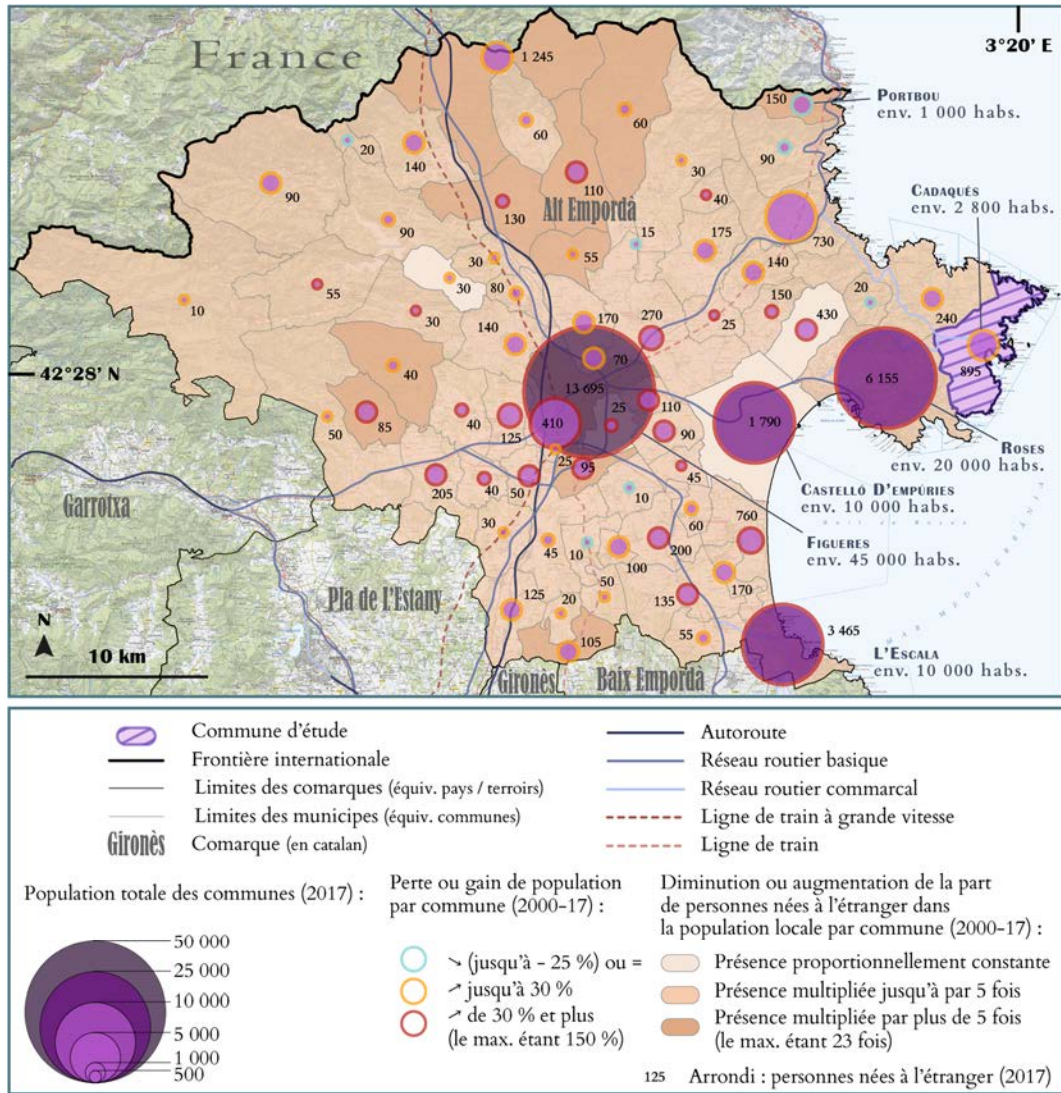 France
3°20' E
1 245
150
PORTBOU
env. 1 000 habs.
60
60
20
140
90
30
CADAQUÉS
env. 2 800 habs.
90
110
40
130
Alt Empordà
90
15
175
730
55
30
140
30
80
20
10
55
150
240
30
170
270
25
430
140
42°28' N
70
895
6 155
40
13 695
50
85
40
125
410
25
110
1 790
90
ROSES
env. 20 000 habs.
25
95
45
Garrotxa
205
40
50
10
CASTELLÓ D'EMPÚRIES
env. 10 000 habs.
760
60
30
45
10
100
200
FIGUERES
env. 45 000 habs.
Pla de l'Estany
50
170
N
125
20
135
3 465
10 km
105
55
L'ESCALA
env. 10 000 habs.
Gironès
Baix Empordà
Commune d'étude
Frontière internationale
Limites des comarques (équiv. pays / terroirs)
Limites des municipes (équiv. communes)
Gironès Comarque (en catalan)
Autoroute
Réseau routier basique
Réseau routier commarcal
Ligne de train à grande vitesse
Ligne de train
Population totale des communes (2017) :
50 000
25 000
10 000
5 000
1 000
500
Perte ou gain de population
par commune (2000-17) :
↘ (jusqu'à - 25 %) ou =
↗ jusqu'à 30 %
↗ de 30 % et plus
(le max. étant 150 %)
Diminution ou augmentation de la part
de personnes nées à l'étranger dans
la population locale par commune (2000-17) :
Présence proportionnellement constante
Présence multipliée jusqu'à par 5 fois
Présence multipliée par plus de 5 fois
(le max. étant 23 fois)
125 Arrondi : personnes nées à l'étranger (2017)